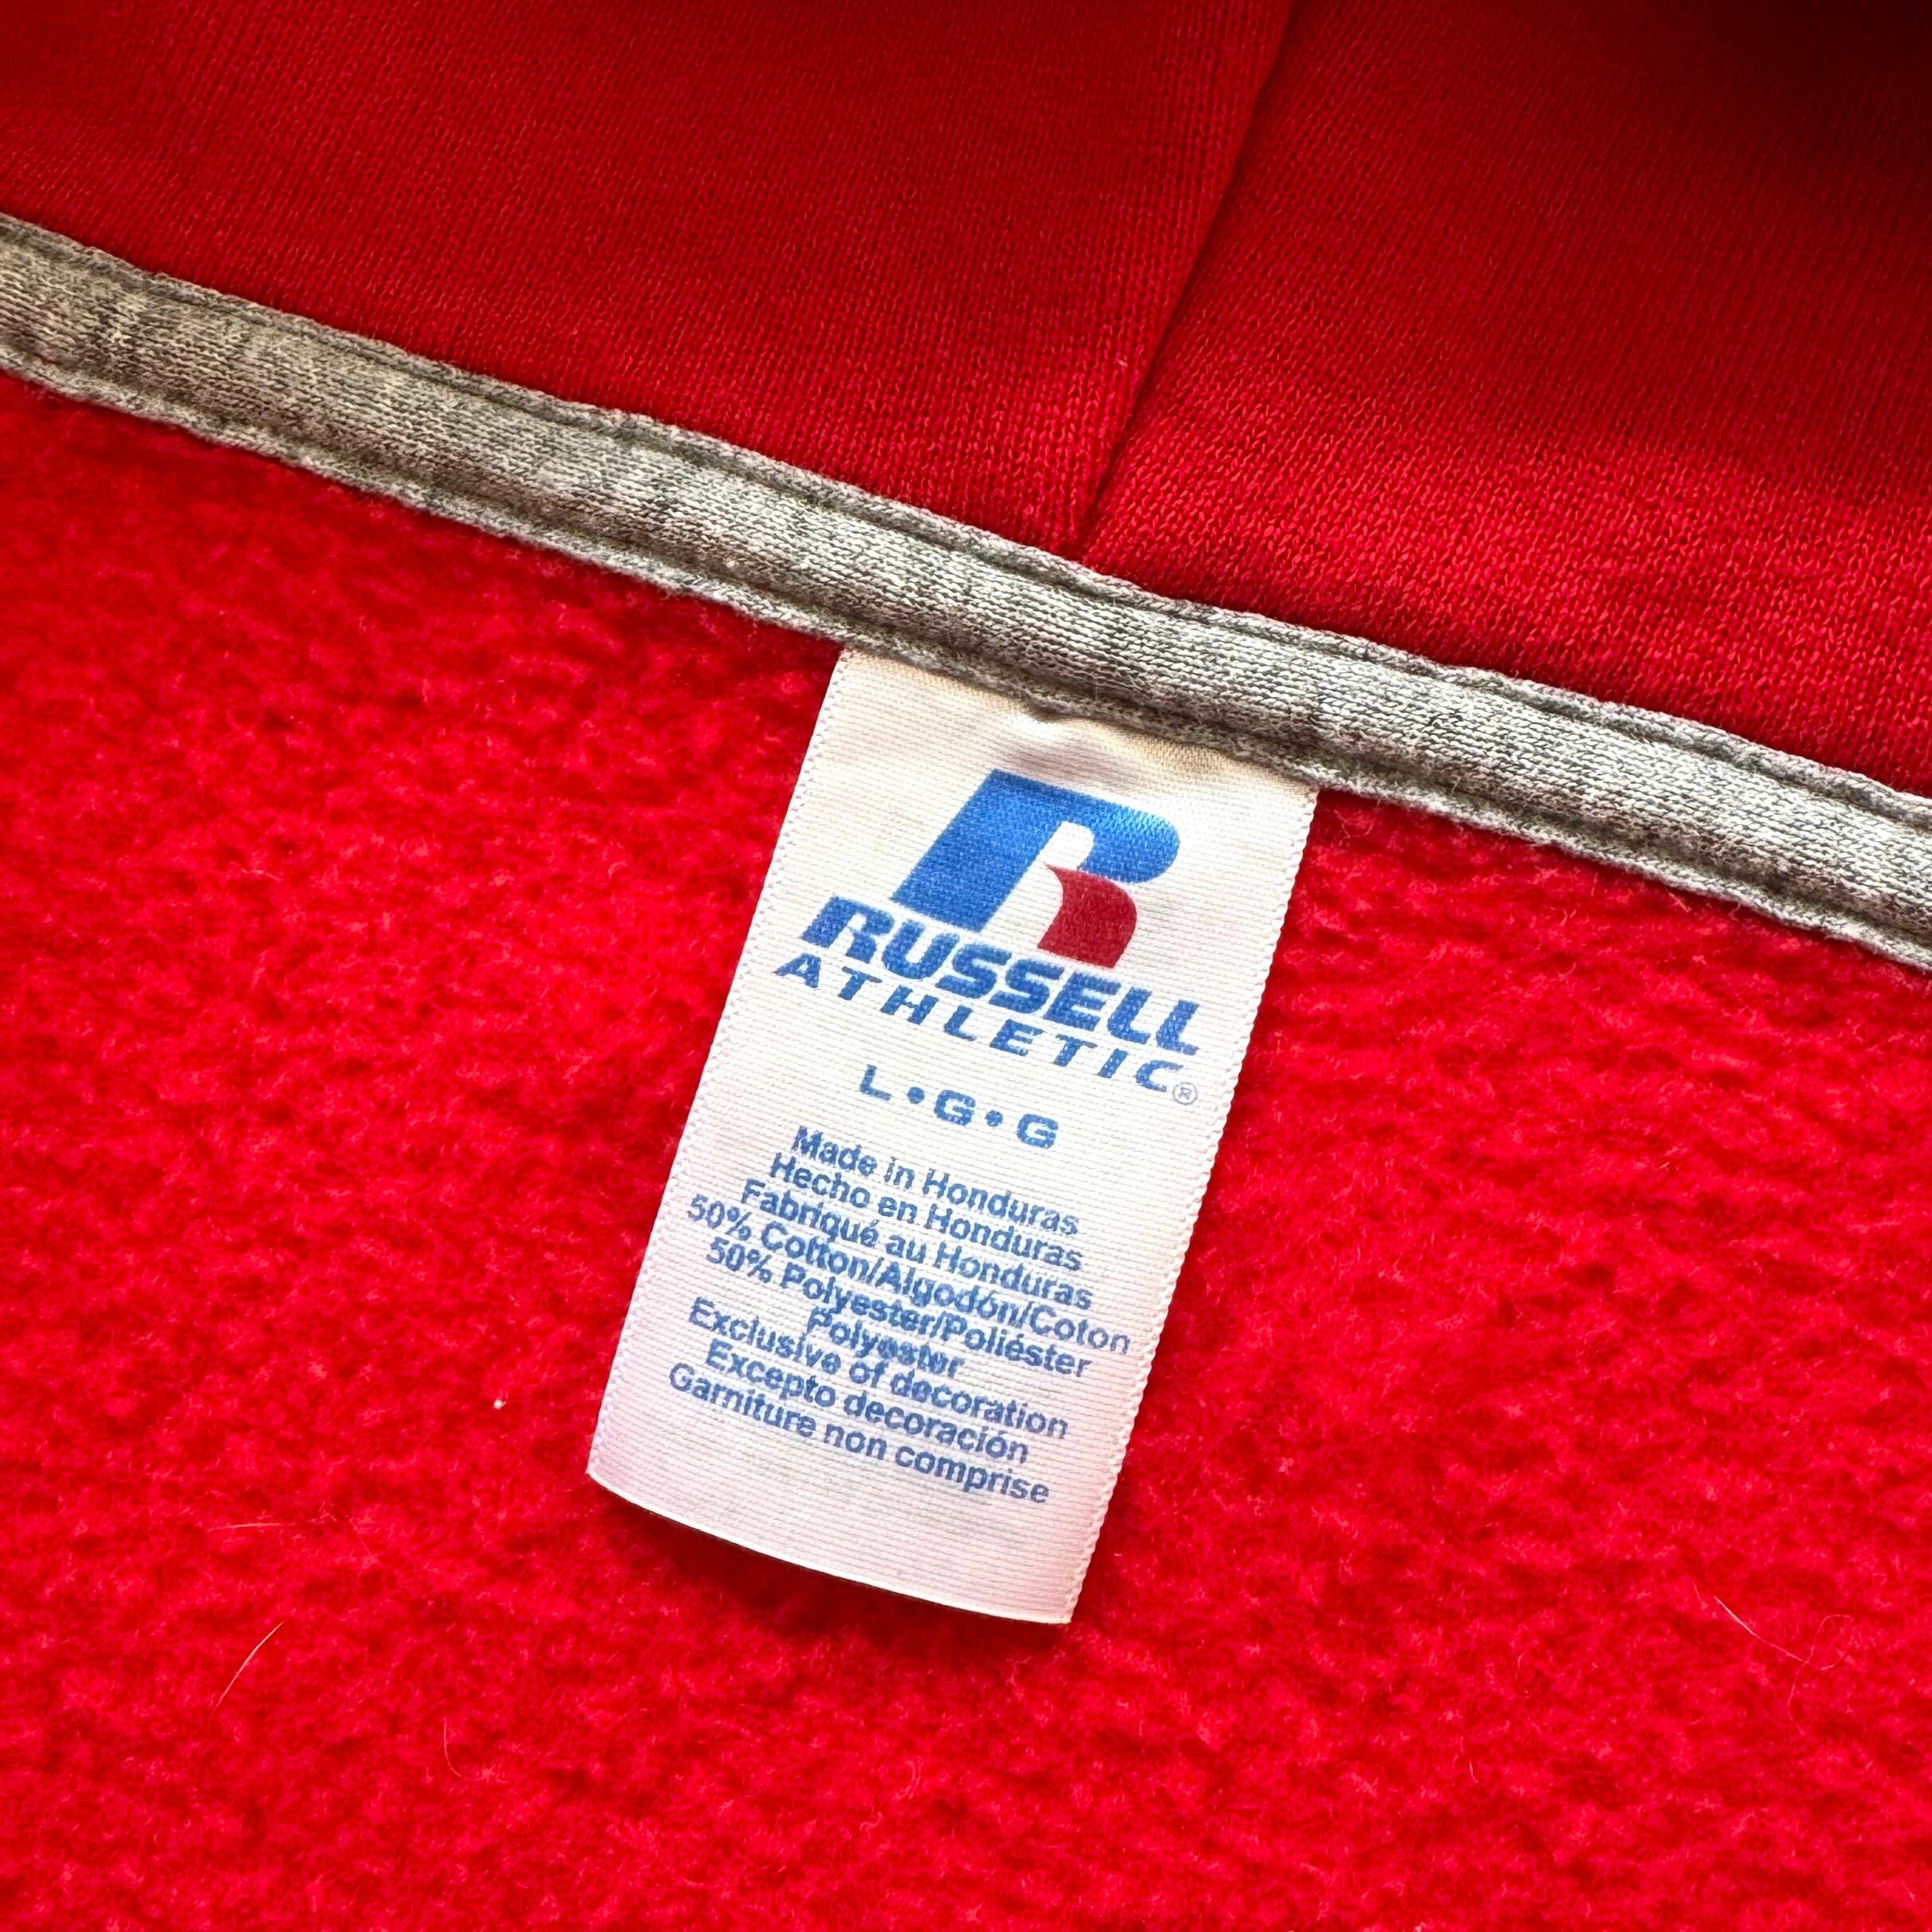 R
RUSSELL
ATHLETIC®
L•G•G
Made in Honduras
Hecho en Honduras
Fabriqué au Honduras
50% Cotton/Algodón/Coton
50% Polyester/Poliéster
Polyester
Exclusive of decoration
Excepto decoración
Garniture non comprise